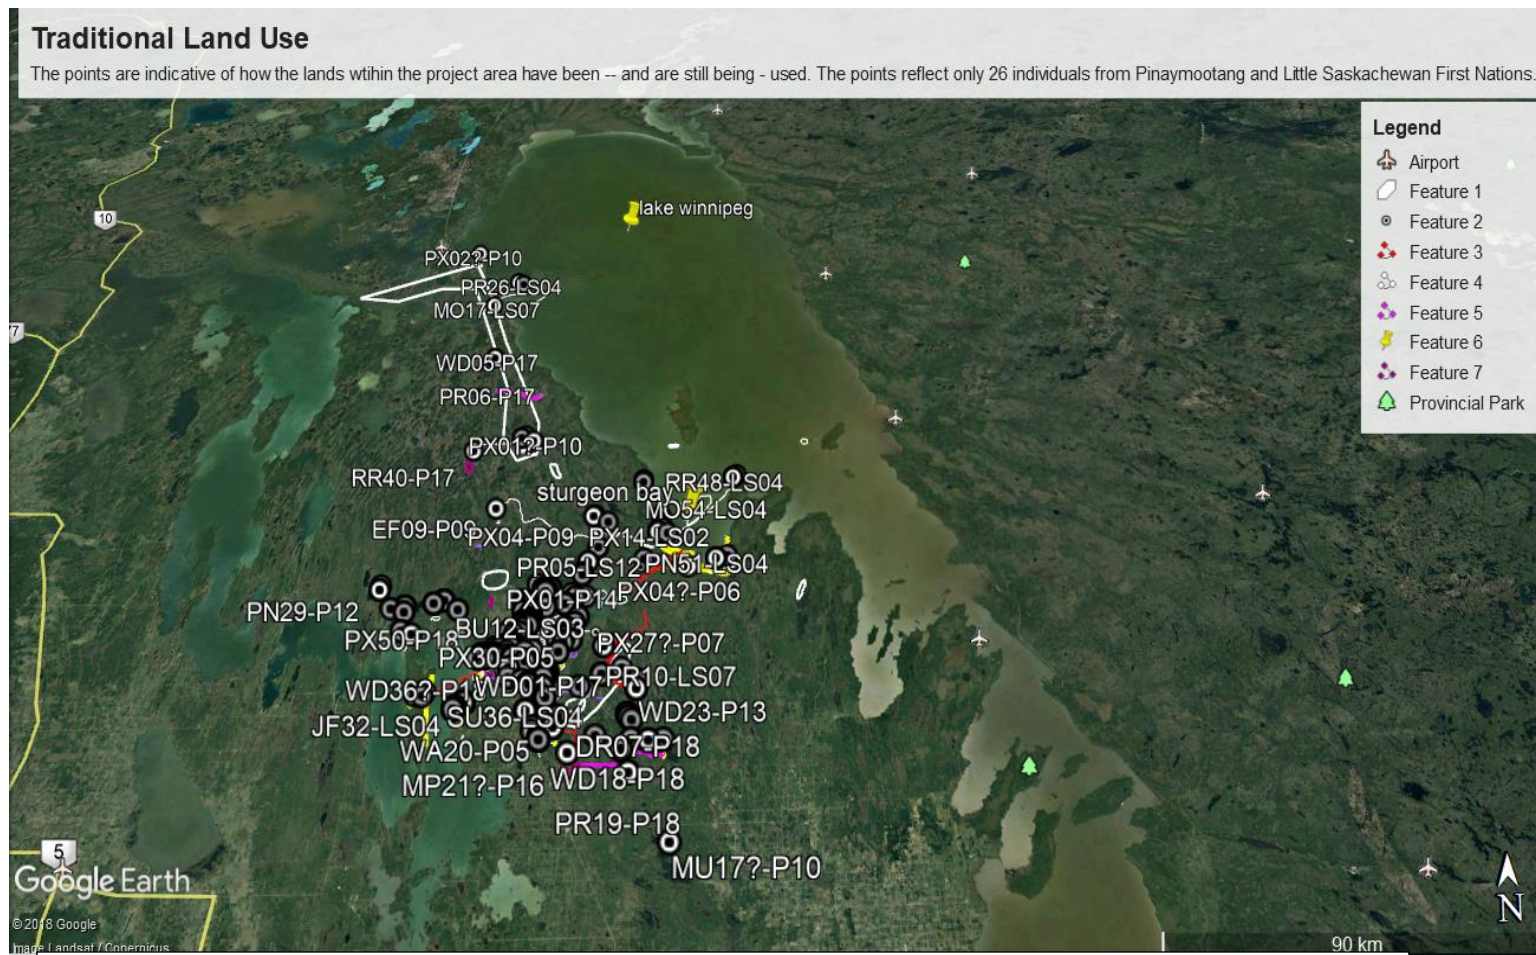 Traditional Land Use
The points are indicative of how the lands wtihin the project area have been -- and are still being - used. The points reflect only 26 individuals from Pinaymootang and Little Saskachewan First Nations.
Legend
Airport
Feature 1
Feature 2
Feature 3
Feature 4
Feature 5
Feature 6
Feature 7
Provincial Park
10
lake winnipeg
PX02?-P10
PR26-LS04
MO17-LS07
7
WD05-P17
PR06-P17
PX01?-P10
RR40-P17
RR48-LS04
sturgeon bay
MO54-LS04
EF09-P09
PX04-P09
PX14-LS02
PR05-LS12
PN51-LS04
PX04?-P06
PX01-P14
PN29-P12
BU12-LS03
PX50-P18
PX27?-P07
PX30-P05
PR10-LS07
WD36?-P18
WD01-P17
WD23-P13
SU36-LS04
JF32-LS04
DR07-P18
WA20-P05
WD18-P18
MP21?-P16
PR19-P18
MU17?-P10
5
Google Earth
© 2018 Google
Image Landsat / Copernicus
N
90 km